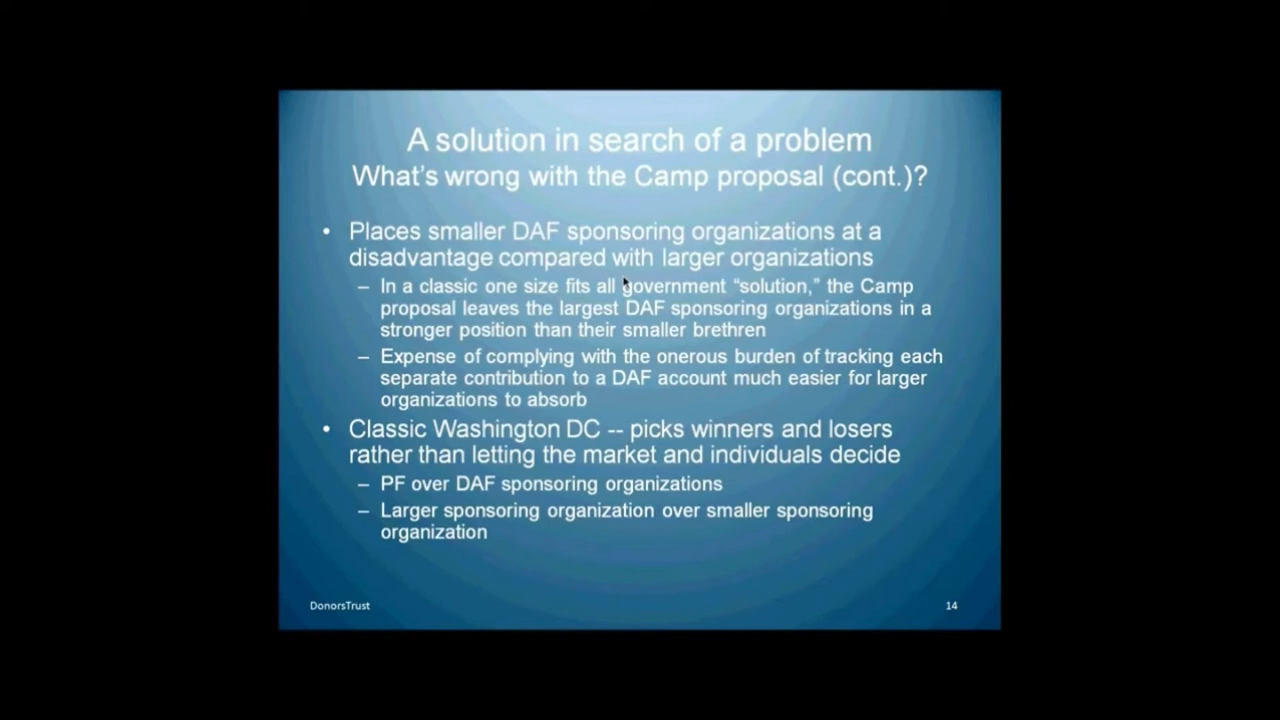 A solution in search of a problem
What's wrong with the Camp proposal (cont.)?
• Places smaller DAF sponsoring organizations at a
disadvantage compared with larger organizations
– In a classic one size fits all government “solution,” the Camp
proposal leaves the largest DAF sponsoring organizations in a
stronger position than their smaller brethren
– Expense of complying with the onerous burden of tracking each
separate contribution to a DAF account much easier for larger
organizations to absorb
• Classic Washington DC -- picks winners and losers
rather than letting the market and individuals decide
– PF over DAF sponsoring organizations
– Larger sponsoring organization over smaller sponsoring
organization
DonorsTrust
14